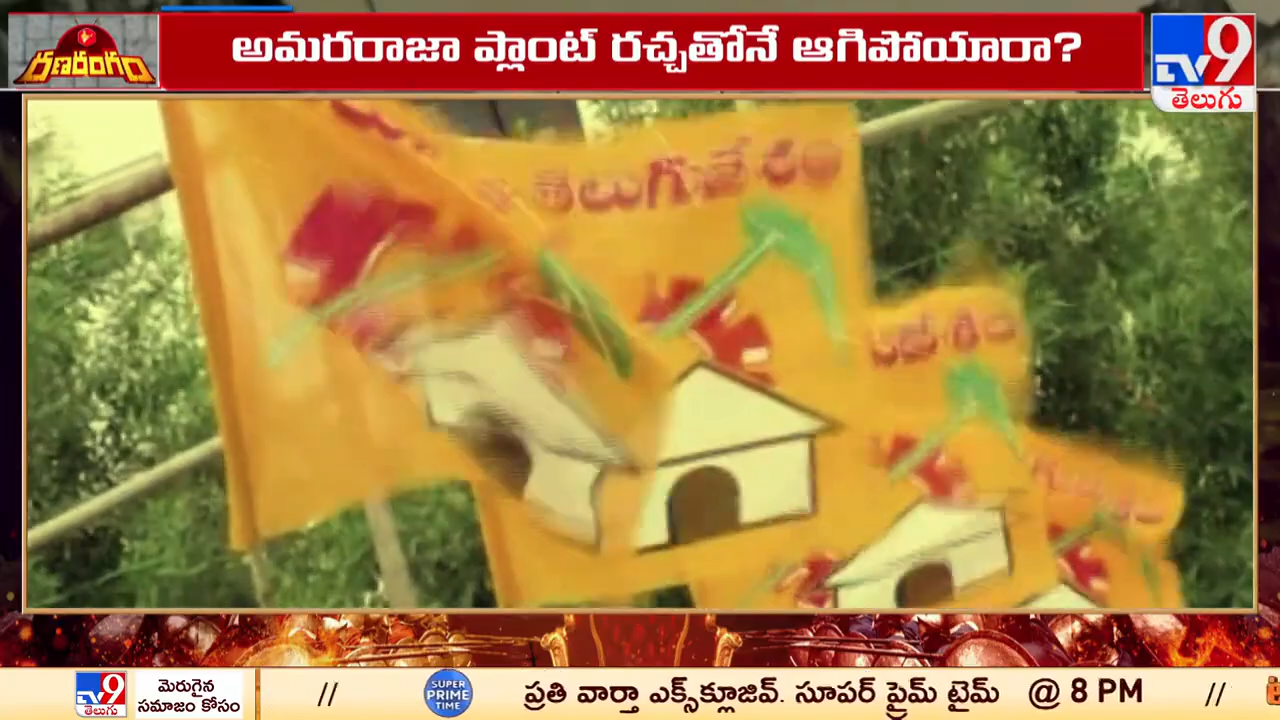 రణరంగం
అమరరాజా ప్లాంట్ రచ్చతోనే ఆగిపోయారా?
TV9
తెలుగు
తెలుగుదేశం
TV9
తెలుగు
మెరుగైన
సమాజం కోసం
//
SUPER
PRIME
TIME
ప్రతి వార్తా ఎక్స్‌క్లూజివ్. సూపర్ ప్రైమ్ టైమ్ @ 8 PM
//